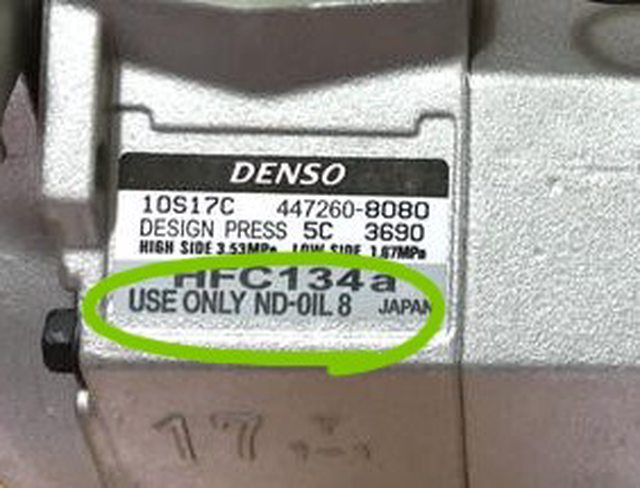 DENSO
10S17C 447260-8080
DESIGN PRESS 5C 3690
HIGH SIDE 3.53MPa LOW SIDE 1.67MPa
HFC134a
USE ONLY ND-OIL 8 JAPAN
17